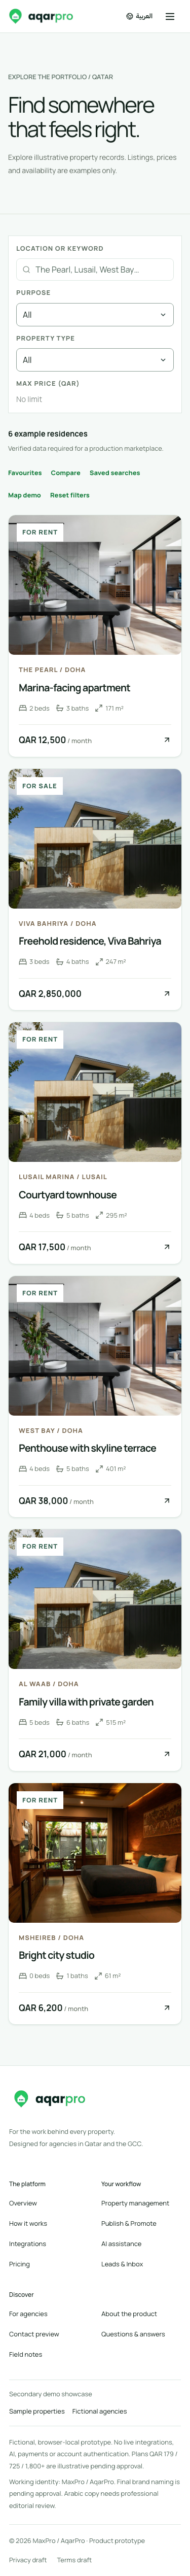 aqarpro
العربية
EXPLORE THE PORTFOLIO / QATAR
Find somewhere
that feels right.
Explore illustrative property records. Listings, prices
and availability are examples only.
LOCATION OR KEYWORD
The Pearl, Lusail, West Bay...
PURPOSE
All
PROPERTY TYPE
All
MAX PRICE (QAR)
No limit
6 example residences
Verified data required for a production marketplace.
Favourites Compare Saved searches
Map demo Reset filters
FOR RENT
THE PEARL / DOHA
Marina-facing apartment
2 beds 3 baths 171 m²
QAR 12,500 / month
FOR SALE
VIVA BAHRIYA / DOHA
Freehold residence, Viva Bahriya
3 beds 4 baths 247 m²
QAR 2,850,000
FOR RENT
LUSAIL MARINA / LUSAIL
Courtyard townhouse
4 beds 5 baths 295 m²
QAR 17,500 / month
FOR RENT
WEST BAY / DOHA
Penthouse with skyline terrace
4 beds 5 baths 401 m²
QAR 38,000 / month
FOR RENT
AL WAAB / DOHA
Family villa with private garden
5 beds 6 baths 515 m²
QAR 21,000 / month
FOR RENT
MSHEIREB / DOHA
Bright city studio
0 beds 1 baths 61 m²
QAR 6,200 / month
aqarpro
For the work behind every property.
Designed for agencies in Qatar and the GCC.
The platform
Overview
How it works
Integrations
Pricing
Your workflow
Property management
Publish & Promote
AI assistance
Leads & Inbox
Discover
For agencies
About the product
Contact preview
Questions & answers
Field notes
Secondary demo showcase
Sample properties Fictional agencies
Fictional, browser-local prototype. No live integrations,
AI, payments or account authentication. Plans QAR 179 /
725 / 1,800+ are illustrative pending approval.
Working identity: MaxPro / AqarPro. Final brand naming is
pending approval. Arabic copy needs professional
editorial review.
© 2026 MaxPro / AqarPro · Product prototype
Privacy draft Terms draft